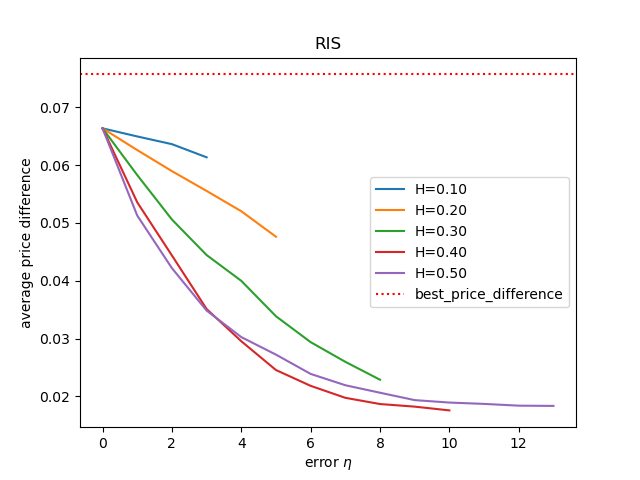 RIS
average price difference
0.07
0.06
0.05
0.04
0.03
0.02
H=0.10
H=0.20
H=0.30
H=0.40
H=0.50
best_price_difference
0 2 4 6 8 10 12
error η